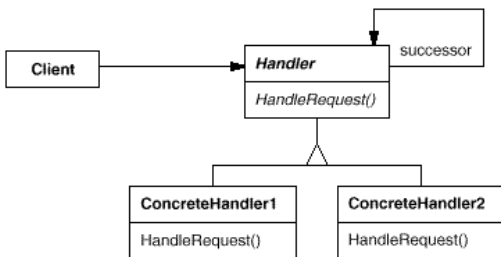 successor
Client
Handler
HandleRequest()
ConcreteHandler1
ConcreteHandler2
HandleRequest()
HandleRequest()